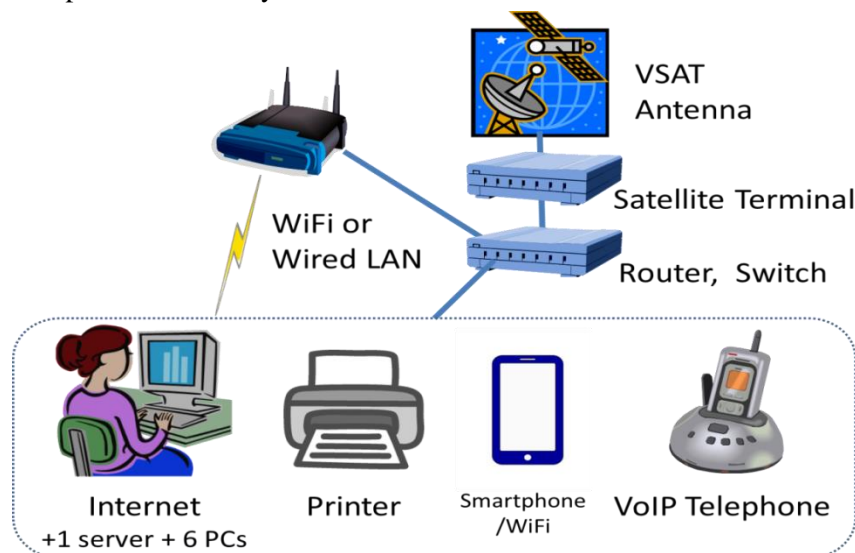 VSAT
Antenna
Satellite Terminal
WiFi or
Wired LAN
Router, Switch
Internet
+1 server + 6 PCs
Printer
Smartphone
/WiFi
VoIP Telephone